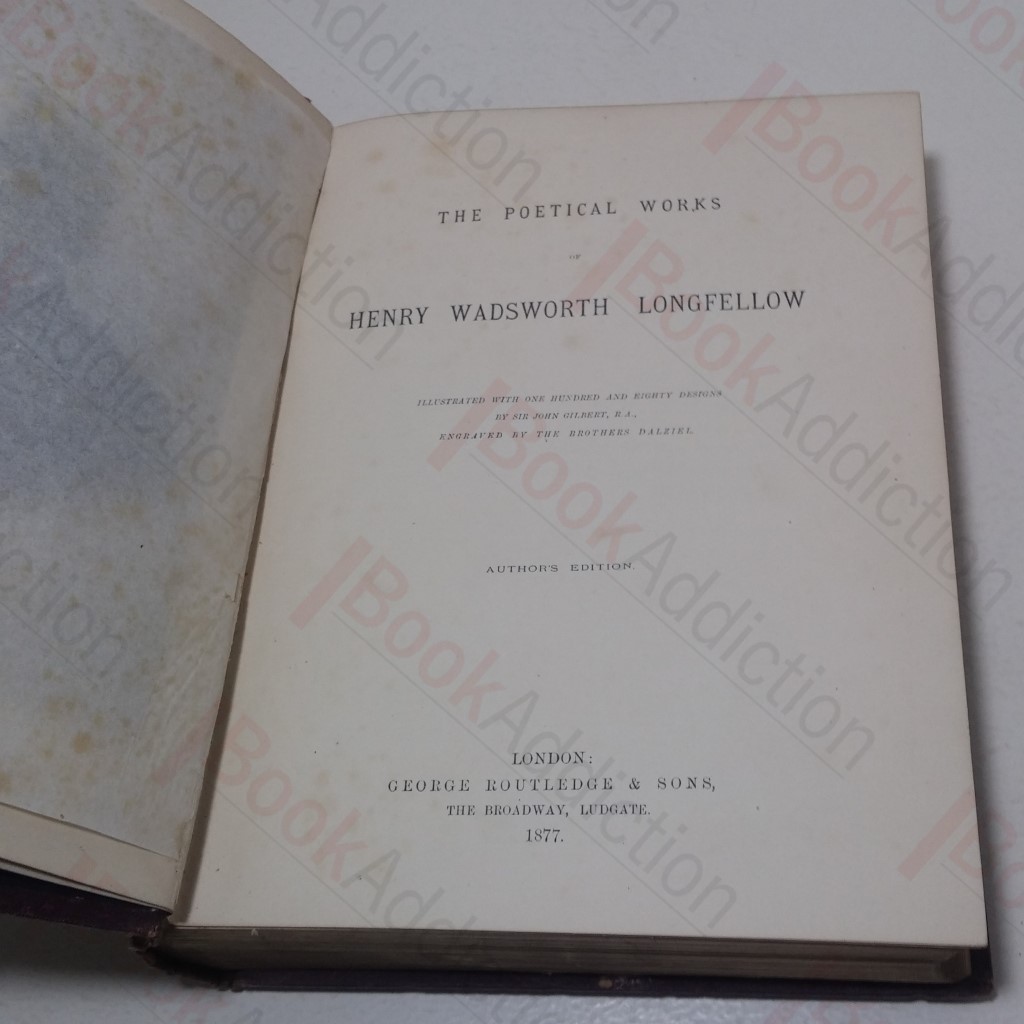 THE POETICAL WORKS
OF
HENRY WADSWORTH LONGFELLOW
ILLUSTRATED WITH ONE HUNDRED AND EIGHTY DESIGNS
BY SIR JOHN GILBERT, R.A.,
ENGRAVED BY THE BROTHERS DALZIEL.
AUTHOR'S EDITION.
LONDON:
GEORGE ROUTLEDGE & SONS,
THE BROADWAY, LUDGATE.
1877.
BookAddiction